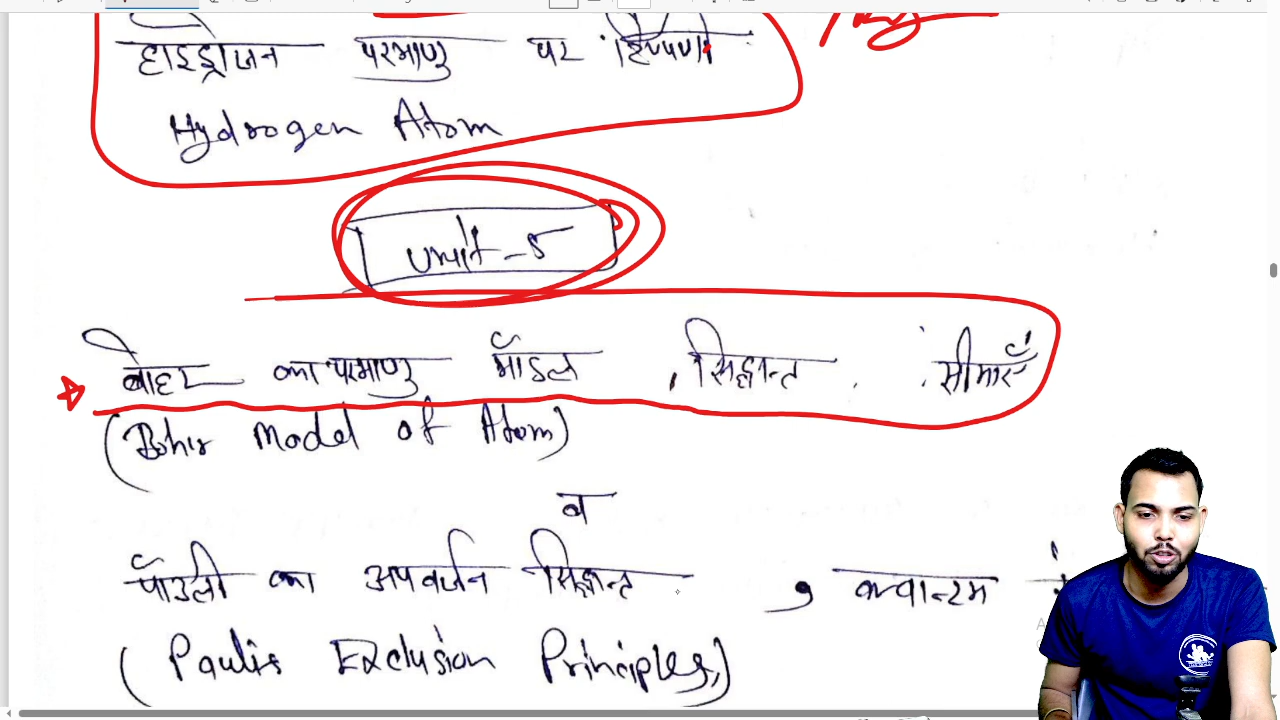 हाइड्रोजन परमाणु पर टिप्पणी
Hydrogen Atom
Unit-5
बोहर का परमाणु मॉडल , सिद्धान्त सीमाएँ
(Bohir Model of Atom)
व
पॉउली का अपवर्जन सिद्धान्त , क्वान्टम
(Paulis Exclusion Principles,)